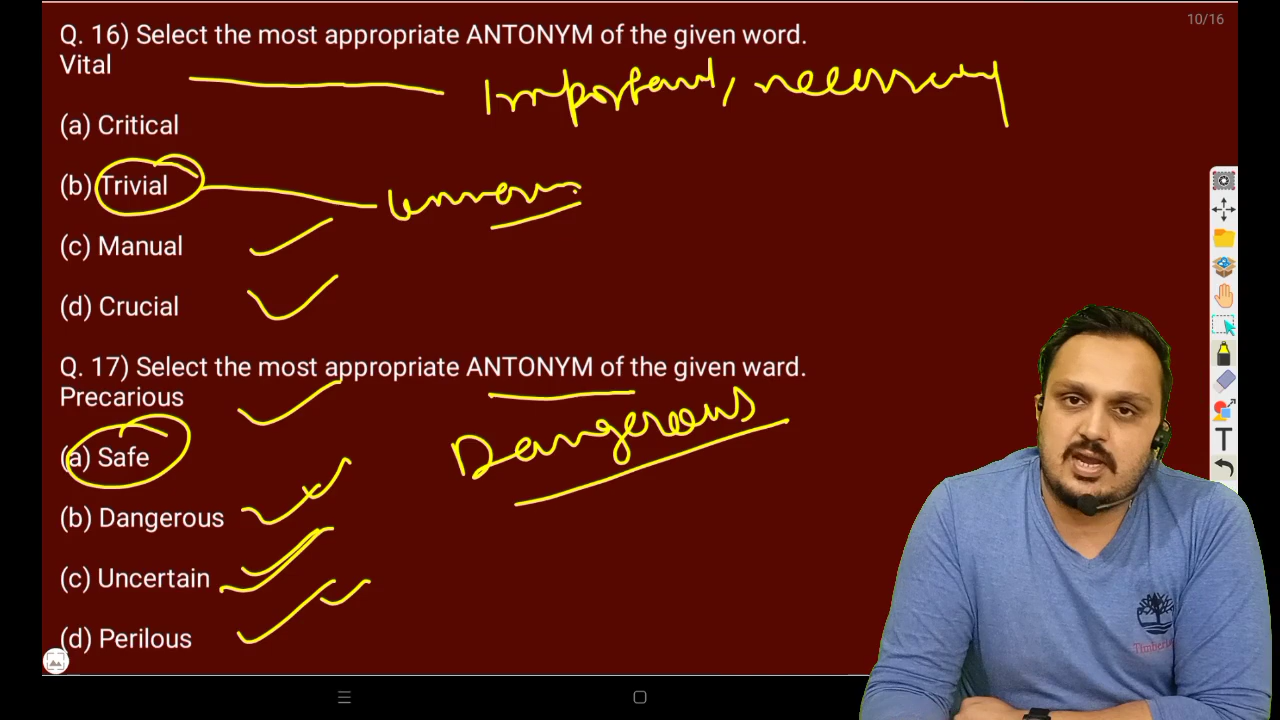 10/16
Q. 16) Select the most appropriate ANTONYM of the given word.
Vital
Important, necessary
(a) Critical
(b) Trivial
(c) Manual
(d) Crucial
Q. 17) Select the most appropriate ANTONYM of the given ward.
Precarious
Dangerous
(a) Safe
(b) Dangerous
(c) Uncertain
(d) Perilous